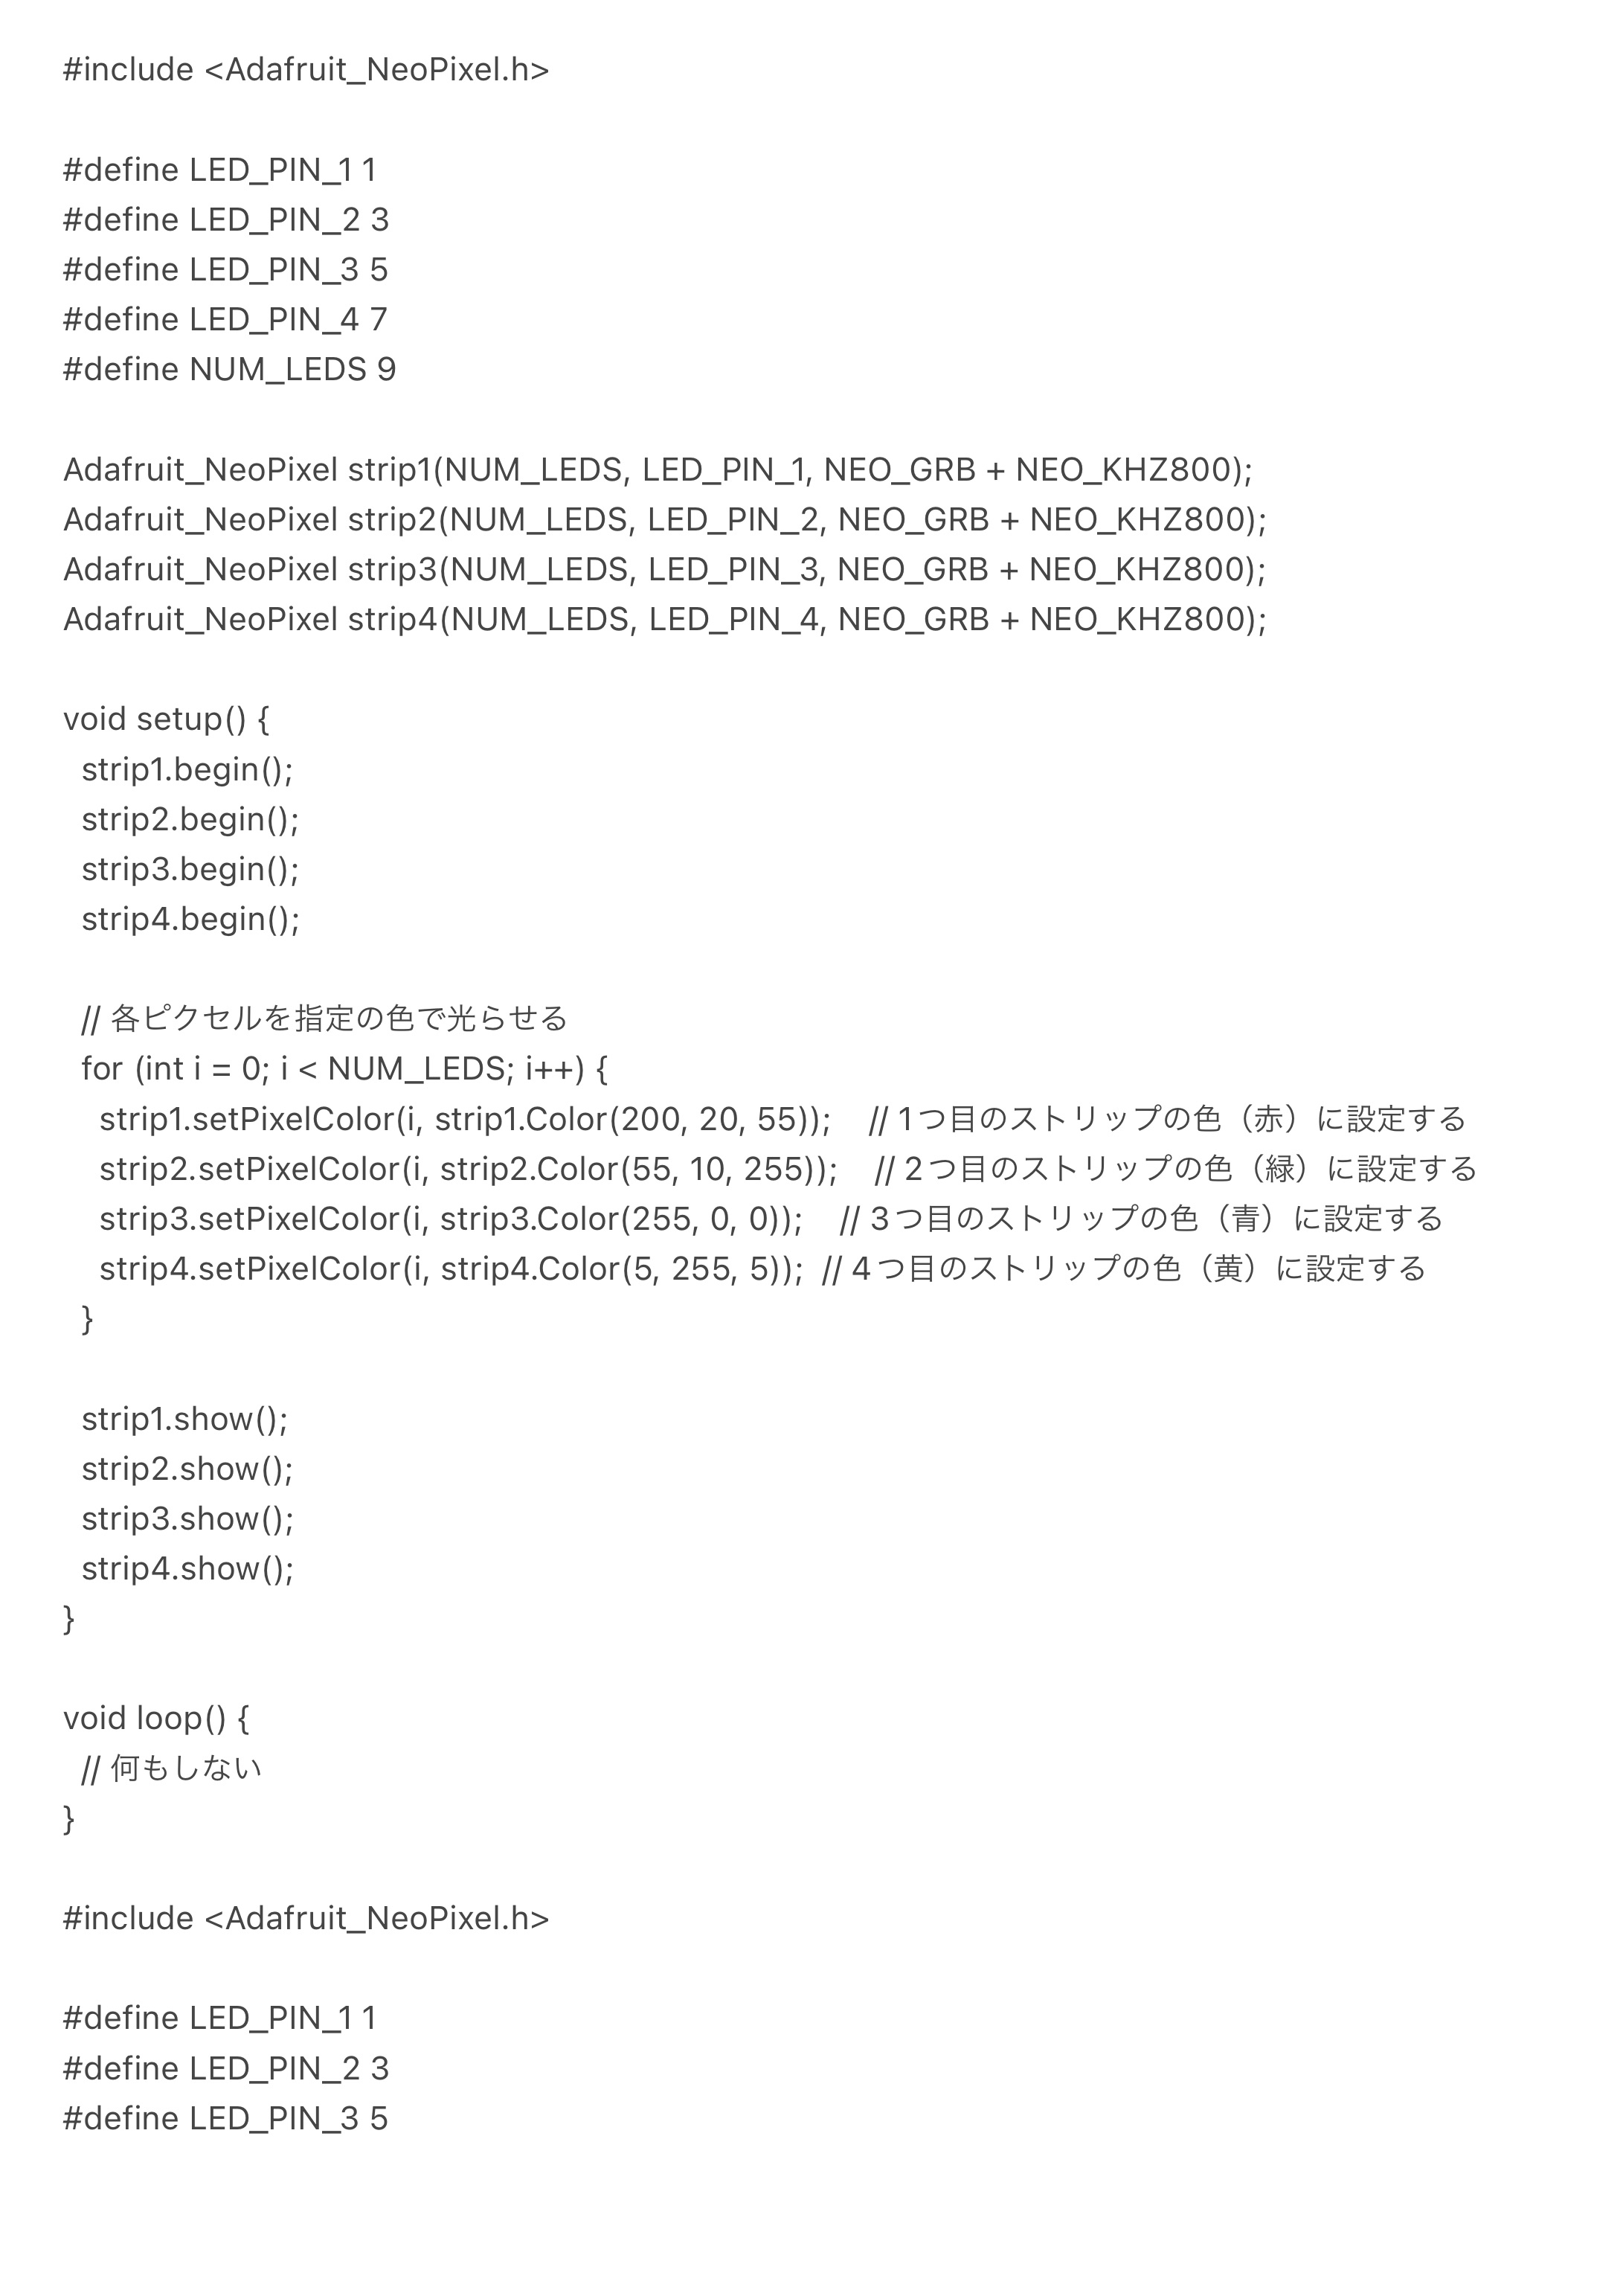 #include <Adafruit_NeoPixel.h>
#define LED_PIN_1 1
#define LED_PIN_2 3
#define LED_PIN_3 5
#define LED_PIN_4 7
#define NUM_LEDS 9
Adafruit_NeoPixel strip1(NUM_LEDS, LED_PIN_1, NEO_GRB + NEO_KHZ800);
Adafruit_NeoPixel strip2(NUM_LEDS, LED_PIN_2, NEO_GRB + NEO_KHZ800);
Adafruit_NeoPixel strip3(NUM_LEDS, LED_PIN_3, NEO_GRB + NEO_KHZ800);
Adafruit_NeoPixel strip4(NUM_LEDS, LED_PIN_4, NEO_GRB + NEO_KHZ800);
void setup() {
  strip1.begin();
  strip2.begin();
  strip3.begin();
  strip4.begin();
  // 各ピクセルを指定の色で光らせる
  for (int i = 0; i < NUM_LEDS; i++) {
    strip1.setPixelColor(i, strip1.Color(200, 20, 55));    // 1つ目のストリップの色（赤）に設定する
    strip2.setPixelColor(i, strip2.Color(55, 10, 255));    // 2つ目のストリップの色（緑）に設定する
    strip3.setPixelColor(i, strip3.Color(255, 0, 0));    // 3つ目のストリップの色（青）に設定する
    strip4.setPixelColor(i, strip4.Color(5, 255, 5));  // 4つ目のストリップの色（黄）に設定する
  }
  strip1.show();
  strip2.show();
  strip3.show();
  strip4.show();
}
void loop() {
  // 何もしない
}
#include <Adafruit_NeoPixel.h>
#define LED_PIN_1 1
#define LED_PIN_2 3
#define LED_PIN_3 5